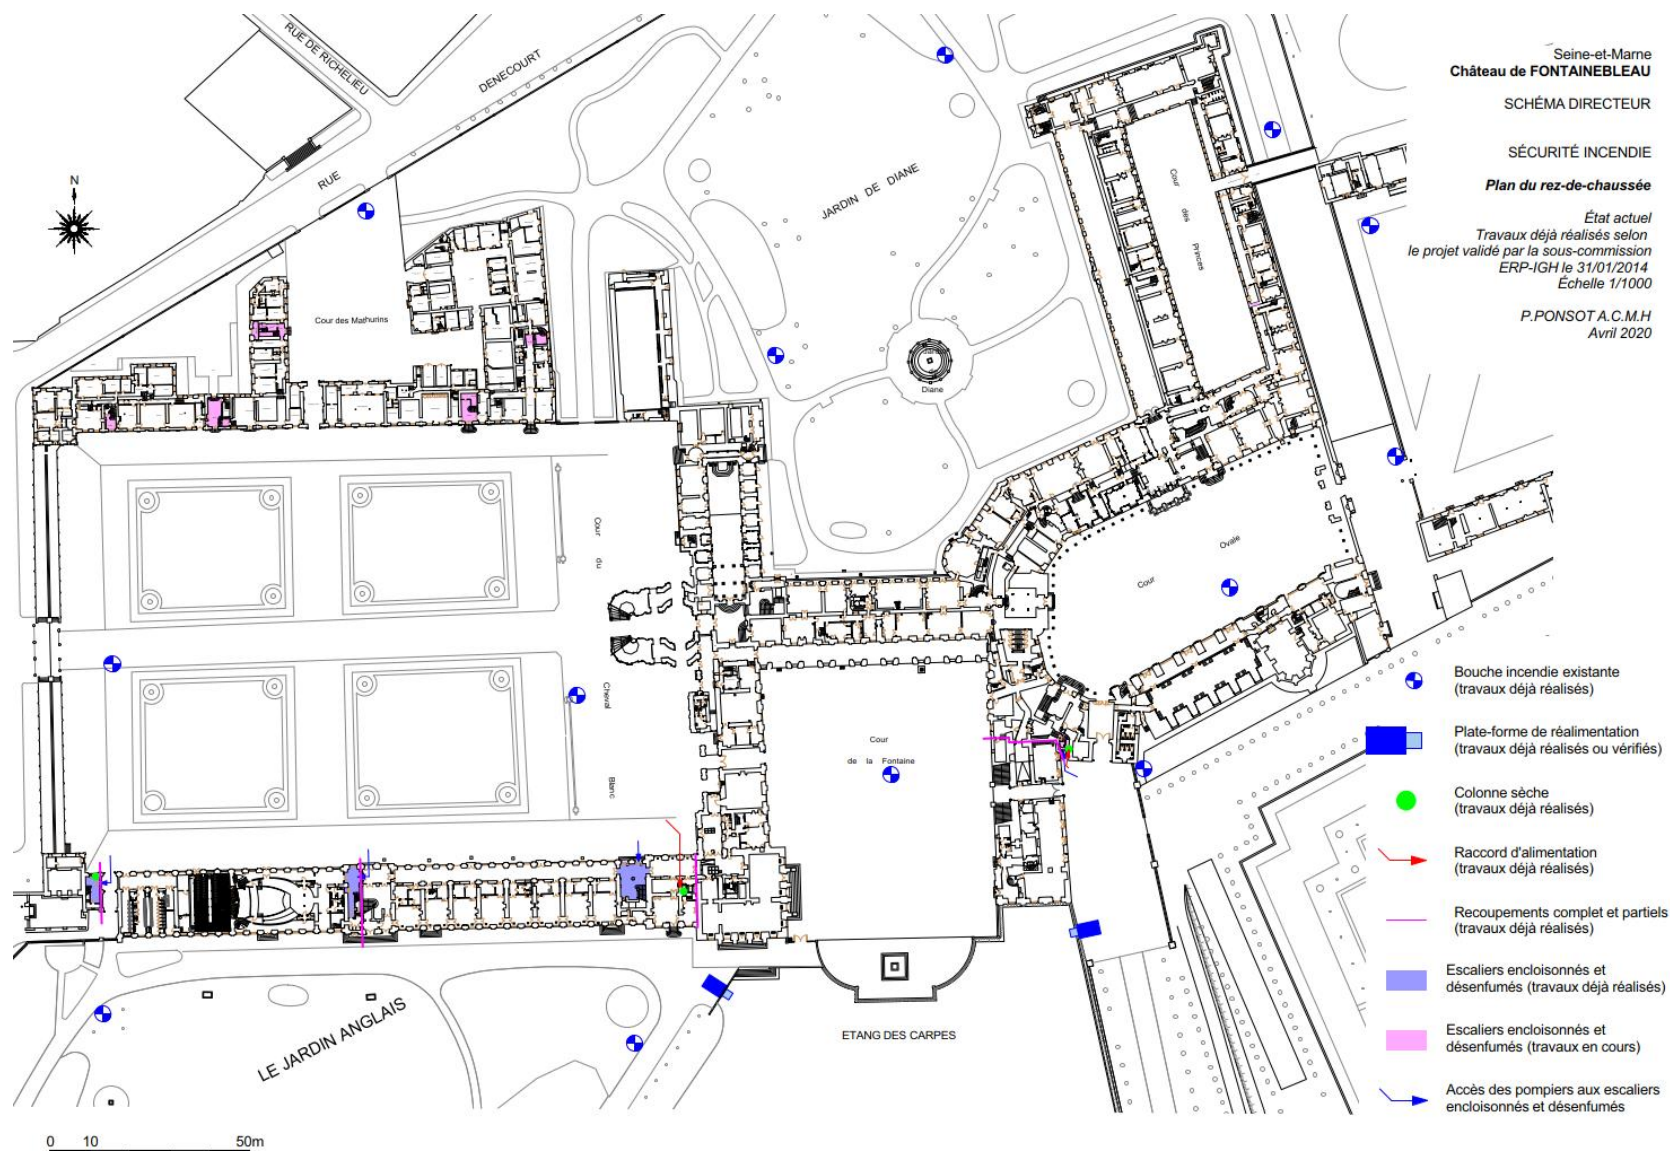 Seine-et-Marne
Château de FONTAINEBLEAU
SCHÉMA DIRECTEUR
SÉCURITÉ INCENDIE
Plan du rez-de-chaussée
État actuel
Travaux déjà réalisés selon
le projet validé par la sous-commission
ERP-IGH le 31/01/2014
Échelle 1/1000
P.PONSOT A.C.M.H
Avril 2020
RUE DE RICHELIEU
RUE
DENECOURT
N
JARDIN DE DIANE
Cour
des
Princes
Cour des Mathurins
Diane
Cour
du
Cheval
Blanc
Cour
Ovale
Cour
de la Fontaine
LE JARDIN ANGLAIS
ETANG DES CARPES
Bouche incendie existante
(travaux déjà réalisés)
Plate-forme de réalimentation
(travaux déjà réalisés ou vérifiés)
Colonne sèche
(travaux déjà réalisés)
Raccord d'alimentation
(travaux déjà réalisés)
Recoupements complet et partiels
(travaux déjà réalisés)
Escaliers encloisonnés et
désenfumés (travaux déjà réalisés)
Escaliers encloisonnés et
désenfumés (travaux en cours)
Accès des pompiers aux escaliers
encloisonnés et désenfumés
0 10 50m